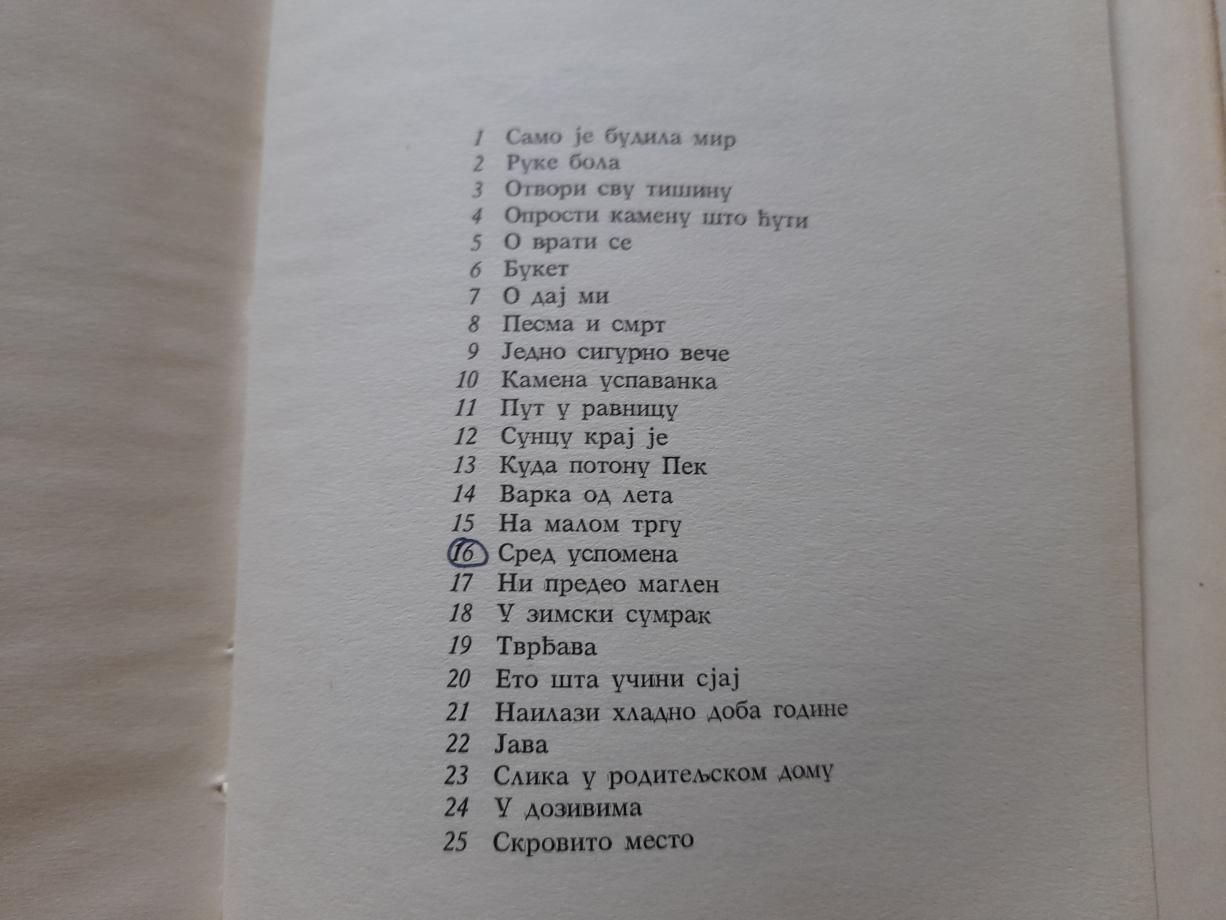 1 Само је будила мир
2 Руке бола
3 Отвори сву тишину
4 Опрости камену што ћути
5 О врати се
6 Букет
7 О дај ми
8 Песма и смрт
9 Једно сигурно вече
10 Камена успаванка
11 Пут у равницу
12 Сунцу крај је
13 Куда потону Пек
14 Варка од лета
15 На малом тргу
16 Сред успомена
17 Ни предео маглен
18 У зимски сумрак
19 Тврђава
20 Ето шта учини сјај
21 Наилази хладно доба године
22 Јава
23 Слика у родитељском дому
24 У дозивима
25 Скровито место